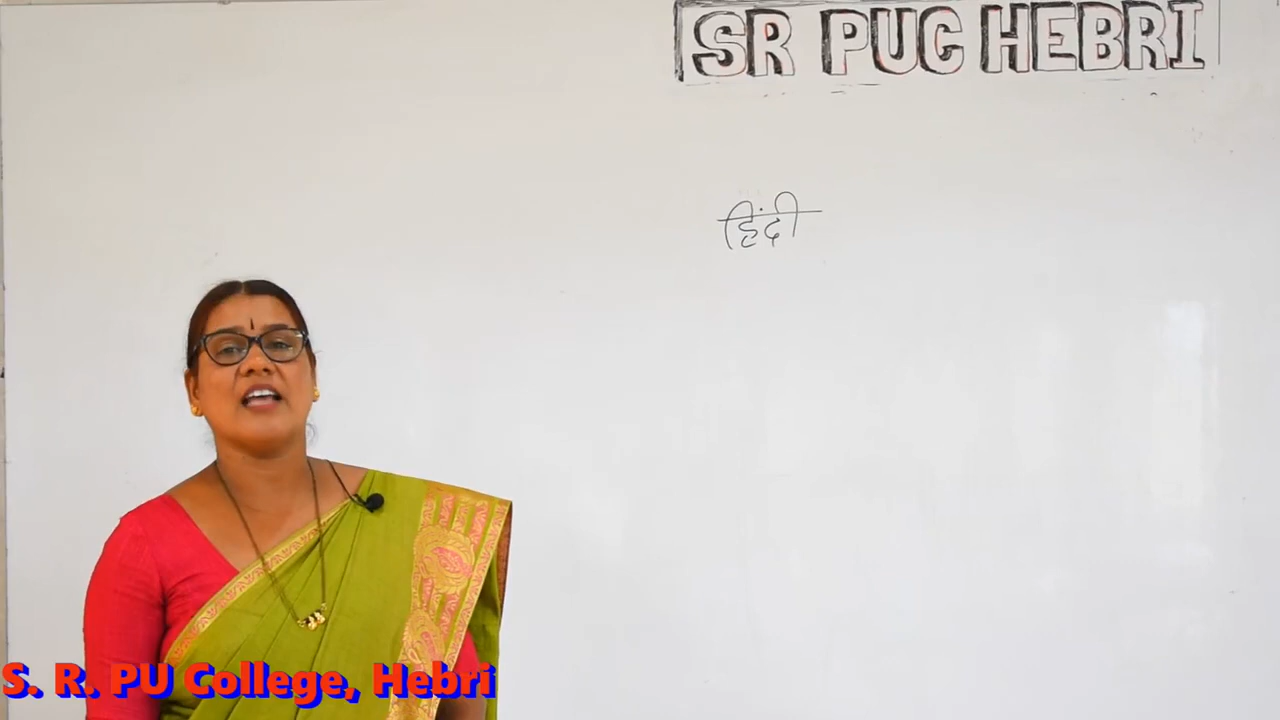 SR PUC HEBRI
हिंदी
S. R. PU College, Hebri